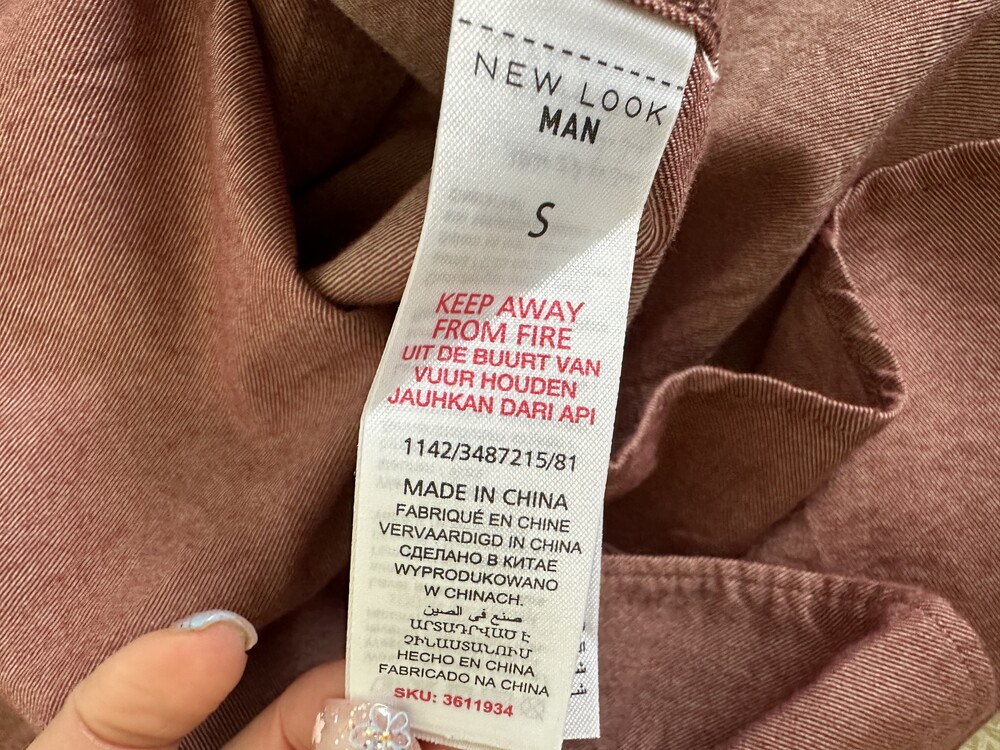 NEW LOOK
MAN
S
KEEP AWAY
FROM FIRE
UIT DE BUURT VAN
VUUR HOUDEN
JAUHKAN DARI API
1142/3487215/81
MADE IN CHINA
FABRIQUÉ EN CHINE
VERVAARDIGD IN CHINA
СДЕЛАНО В КИТАЕ
WYPRODUKOWANO
W CHINACH.
صنع في الصين
ԱՐՏԱԴՐՎԱԾ Է
ՉԻՆԱՍՏԱՆՈՒՄ
HECHO EN CHINA
FABRICADO NA CHINA
SKU: 3611934